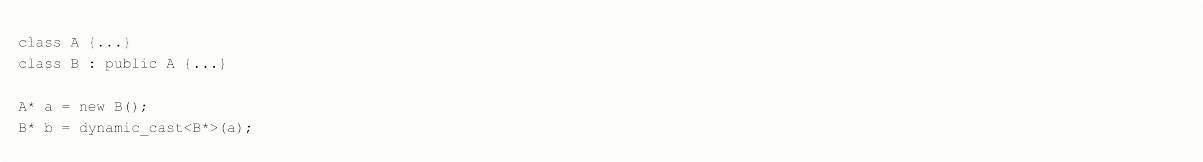 class A {...}
class B : public A {...}
A* a = new B();
B* b = dynamic_cast<B*>(a);